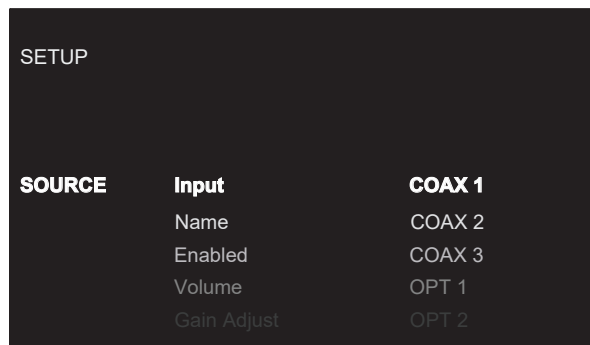 SETUP
SOURCE Input COAX 1
Name COAX 2
Enabled COAX 3
Volume OPT 1
Gain Adjust OPT 2